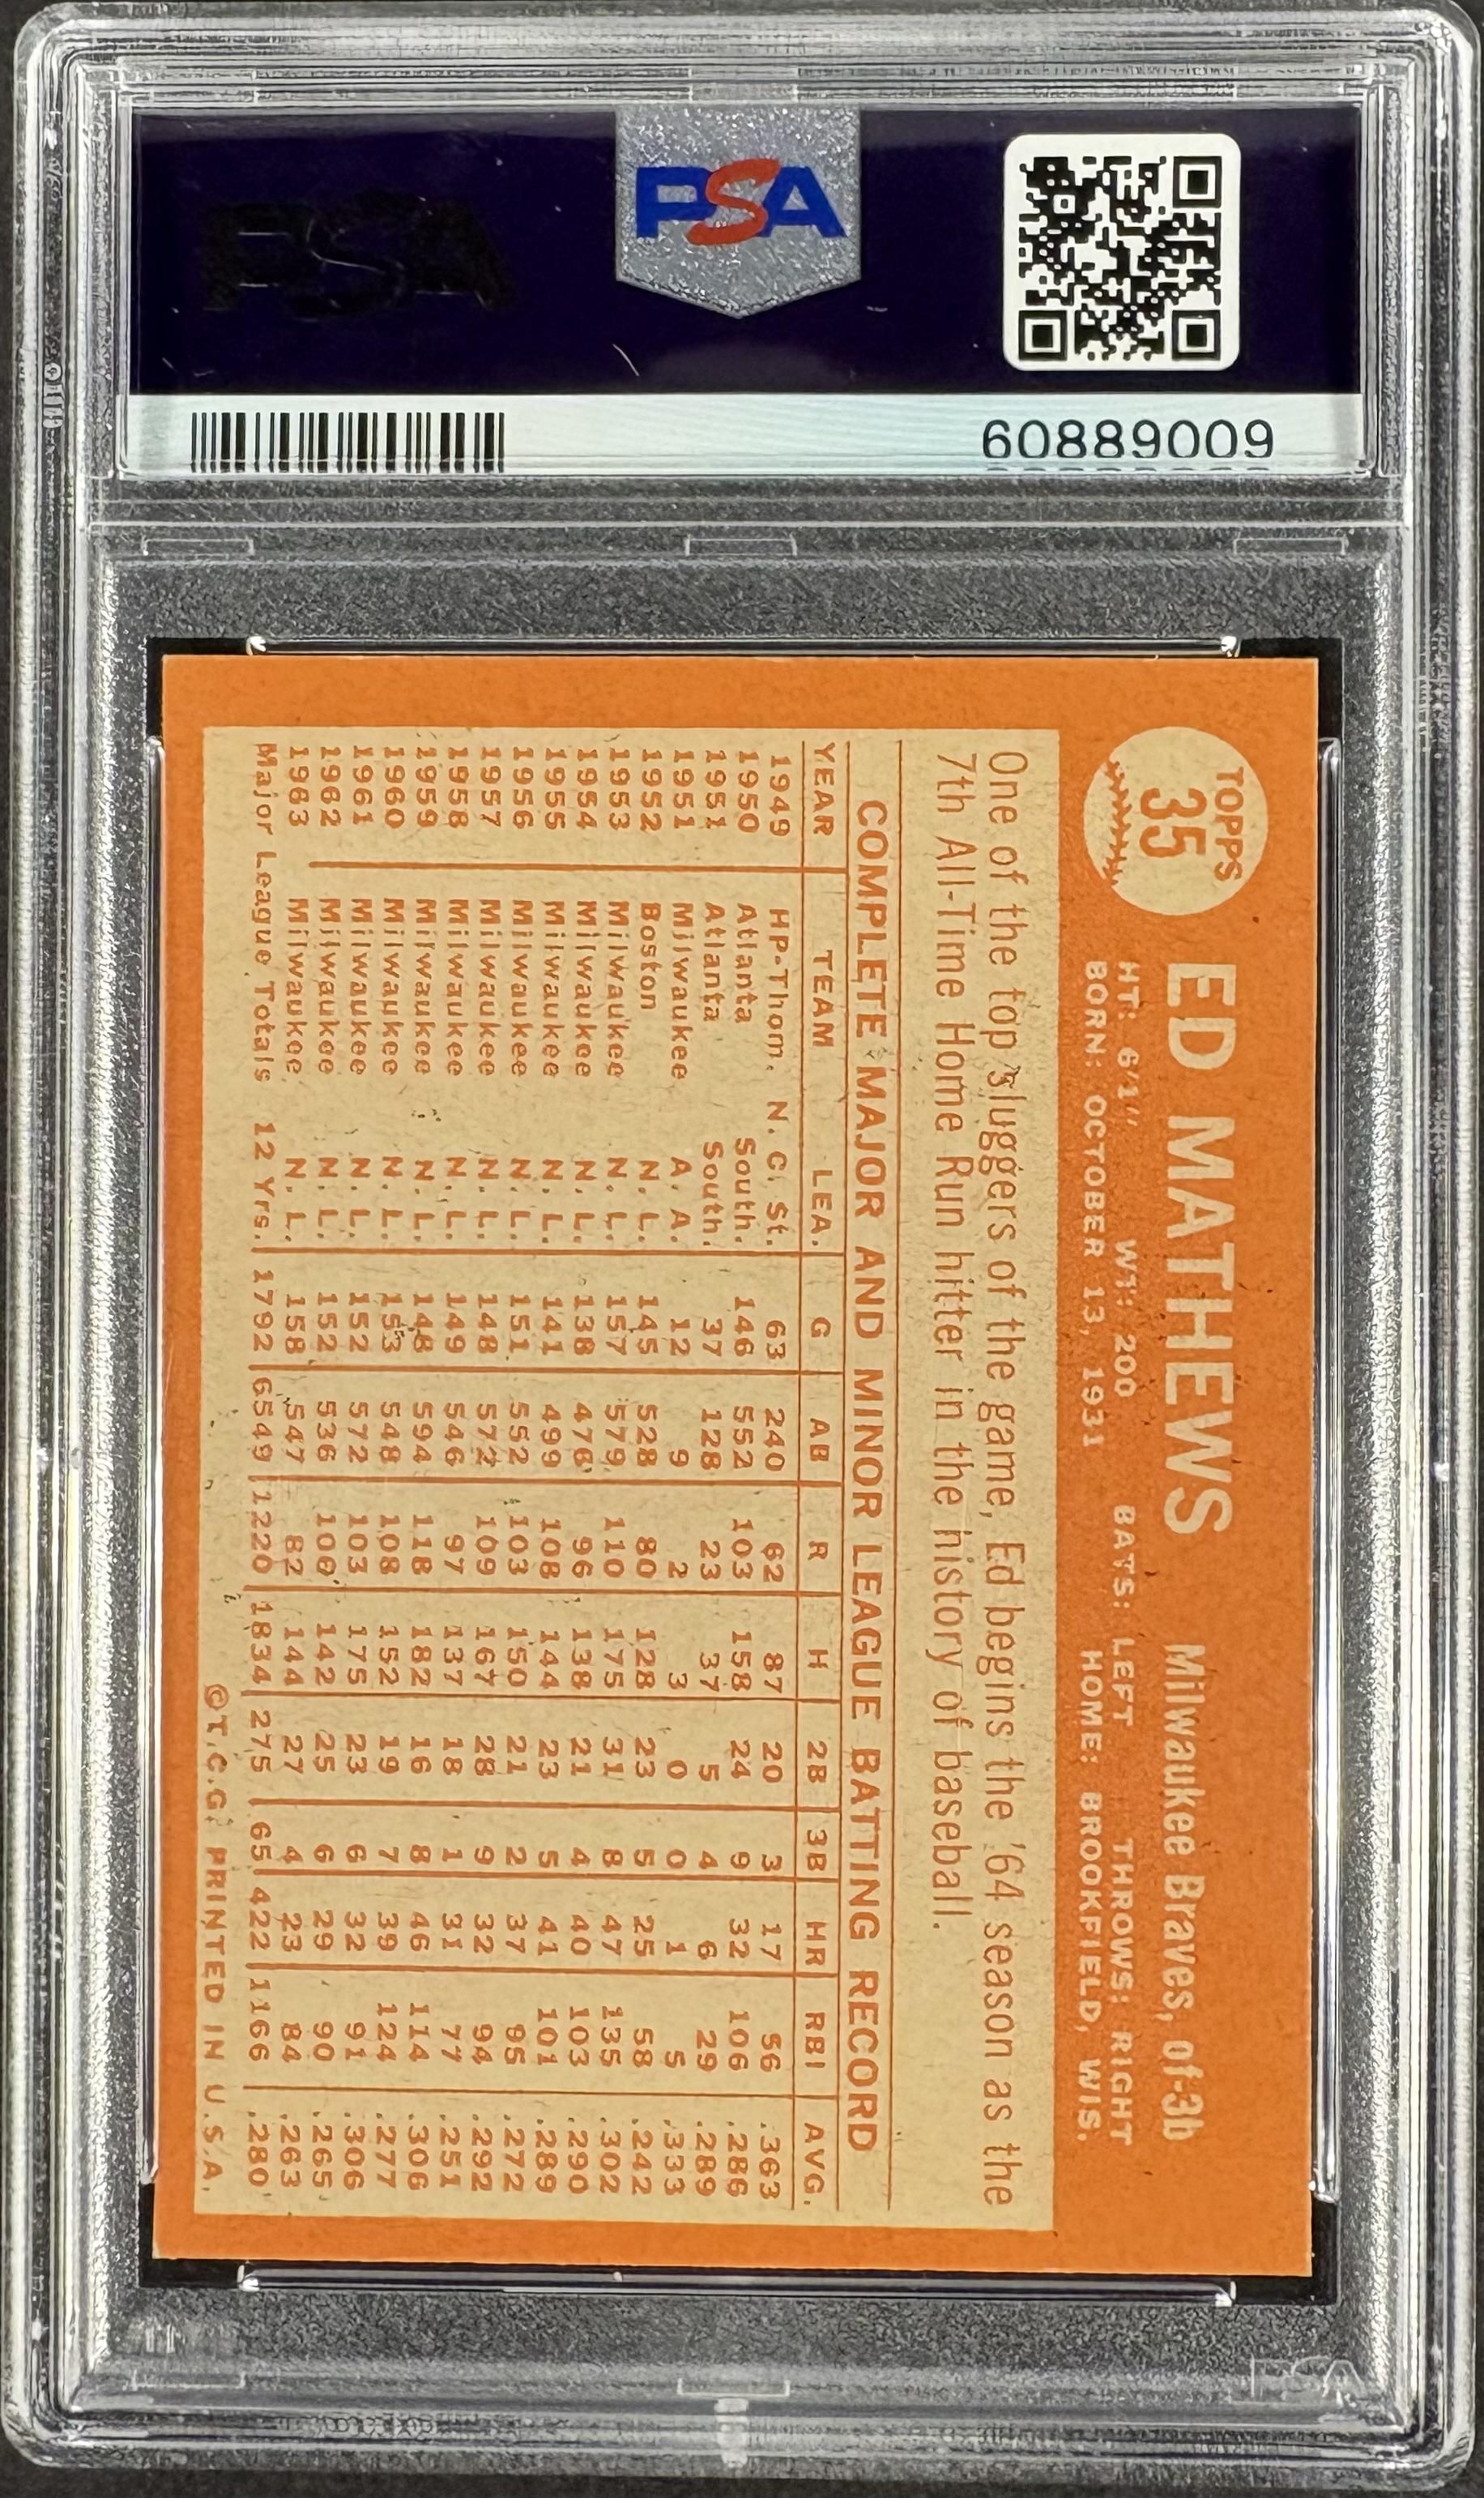 PSA
PSA
60889009
TOPPS
35
ED MATHEWS Milwaukee Braves, of-3b
HT: 6'1" WT: 200 BATS: LEFT THROWS: RIGHT
BORN: OCTOBER 13, 1931 HOME: BROOKFIELD, WIS.
One of the top sluggers of the game, Ed begins the '64 season as the
7th All-Time Home Run hitter in the history of baseball.
COMPLETE MAJOR AND MINOR LEAGUE BATTING RECORD
YEAR TEAM LEA. G AB R H 2B 3B HR RBI AVG.
1949 HP-Thom. N. C. St. 63 240 62 87 20 3 17 56 .363
1950 Atlanta South. 146 552 103 158 24 9 32 106 .286
1951 Atlanta South. 37 128 23 37 5 4 6 29 .289
1951 Milwaukee A. A. 12 9 2 3 0 0 1 5 .333
1952 Boston N. L. 145 528 80 128 23 5 25 58 .242
1953 Milwaukee N. L. 157 579 110 175 31 8 47 135 .302
1954 Milwaukee N. L. 138 476 96 138 21 4 40 103 .290
1955 Milwaukee N. L. 141 499 108 144 23 5 41 101 .289
1956 Milwaukee N. L. 151 552 103 150 21 2 37 95 .272
1957 Milwaukee N. L. 148 572 109 167 28 9 32 94 .292
1958 Milwaukee N. L. 149 546 97 137 18 1 31 77 .251
1959 Milwaukee N. L. 148 594 118 182 16 8 46 114 .306
1960 Milwaukee N. L. 153 548 108 152 19 7 39 124 .277
1961 Milwaukee N. L. 152 572 103 175 23 6 32 91 .306
1962 Milwaukee N. L. 152 536 106 142 25 6 29 90 .265
1963 Milwaukee N. L. 158 547 82 144 27 4 23 84 .263
Major League Totals 12 Yrs. 1792 6549 1220 1834 275 65 422 1166 .280
©T.C.G. PRINTED IN U.S.A.
PSA